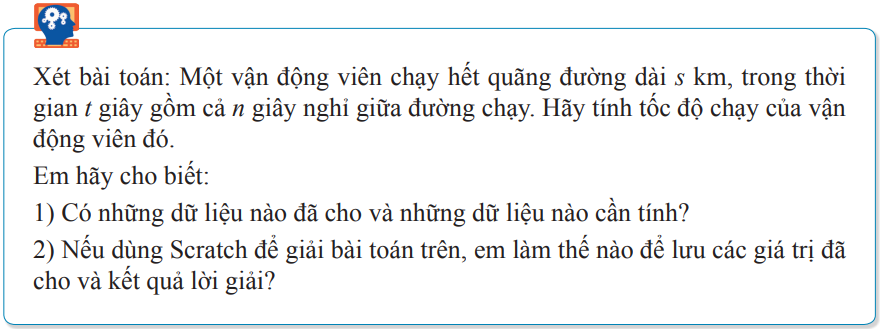 Xét bài toán: Một vận động viên chạy hết quãng đường dài s km, trong thời
gian t giây gồm cả n giây nghỉ giữa đường chạy. Hãy tính tốc độ chạy của vận
động viên đó.
Em hãy cho biết:
1) Có những dữ liệu nào đã cho và những dữ liệu nào cần tính?
2) Nếu dùng Scratch để giải bài toán trên, em làm thế nào để lưu các giá trị đã
cho và kết quả lời giải?